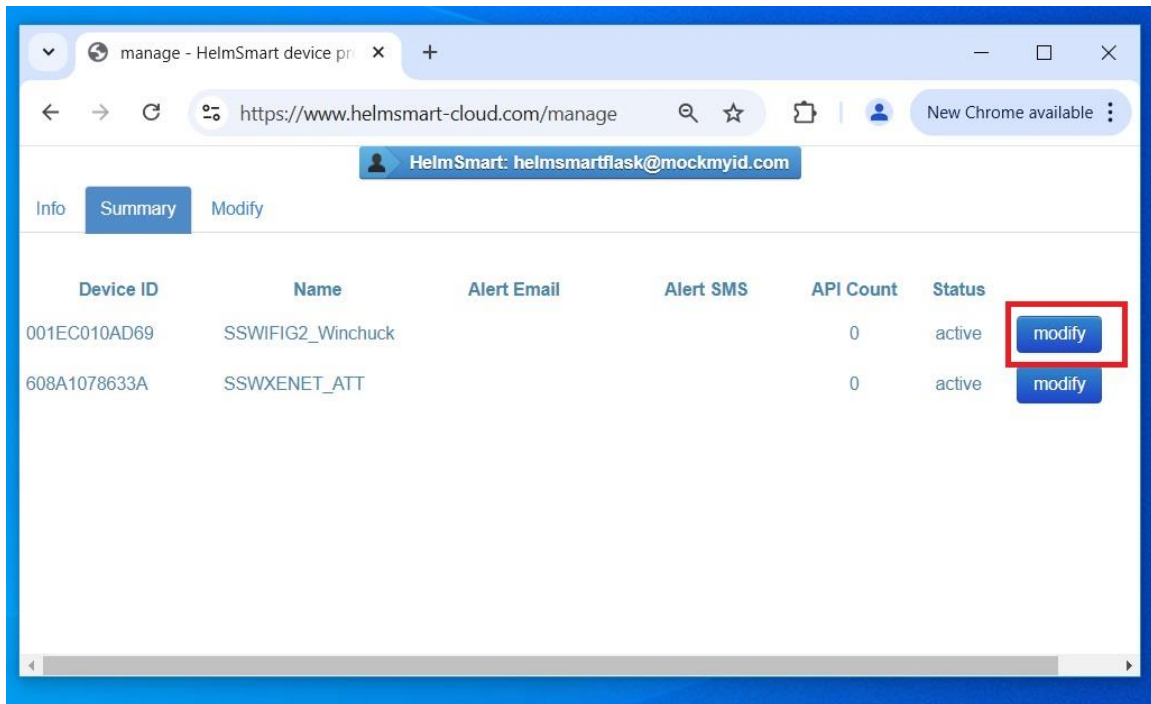 manage - HelmSmart device pr
https://www.helmsmart-cloud.com/manage New Chrome available
HelmSmart: helmsmartflask@mockmyid.com
Info Summary Modify
Device ID Name Alert Email Alert SMS API Count Status
001EC010AD69 SSWIFIG2_Winchuck 0 active modify
608A1078633A SSWXENET_ATT 0 active modify